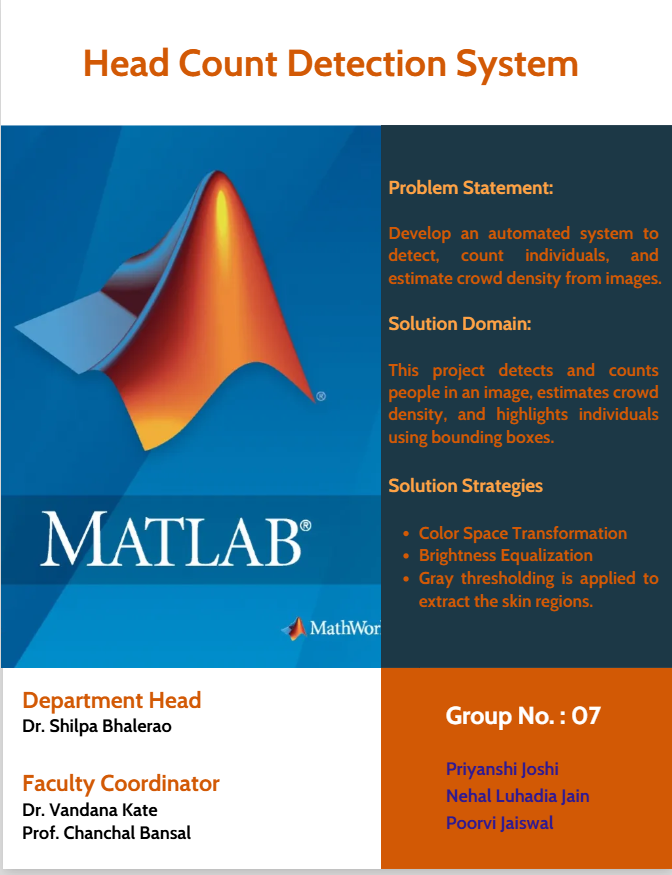 Head Count Detection System
MATLAB®
®
MathWor
Problem Statement:
Develop an automated system to
detect, count individuals, and
estimate crowd density from images.
Solution Domain:
This project detects and counts
people in an image, estimates crowd
density, and highlights individuals
using bounding boxes.
Solution Strategies
• Color Space Transformation
• Brightness Equalization
• Gray thresholding is applied to
extract the skin regions.
Department Head
Dr. Shilpa Bhalerao
Faculty Coordinator
Dr. Vandana Kate
Prof. Chanchal Bansal
Group No. : 07
Priyanshi Joshi
Nehal Luhadia Jain
Poorvi Jaiswal